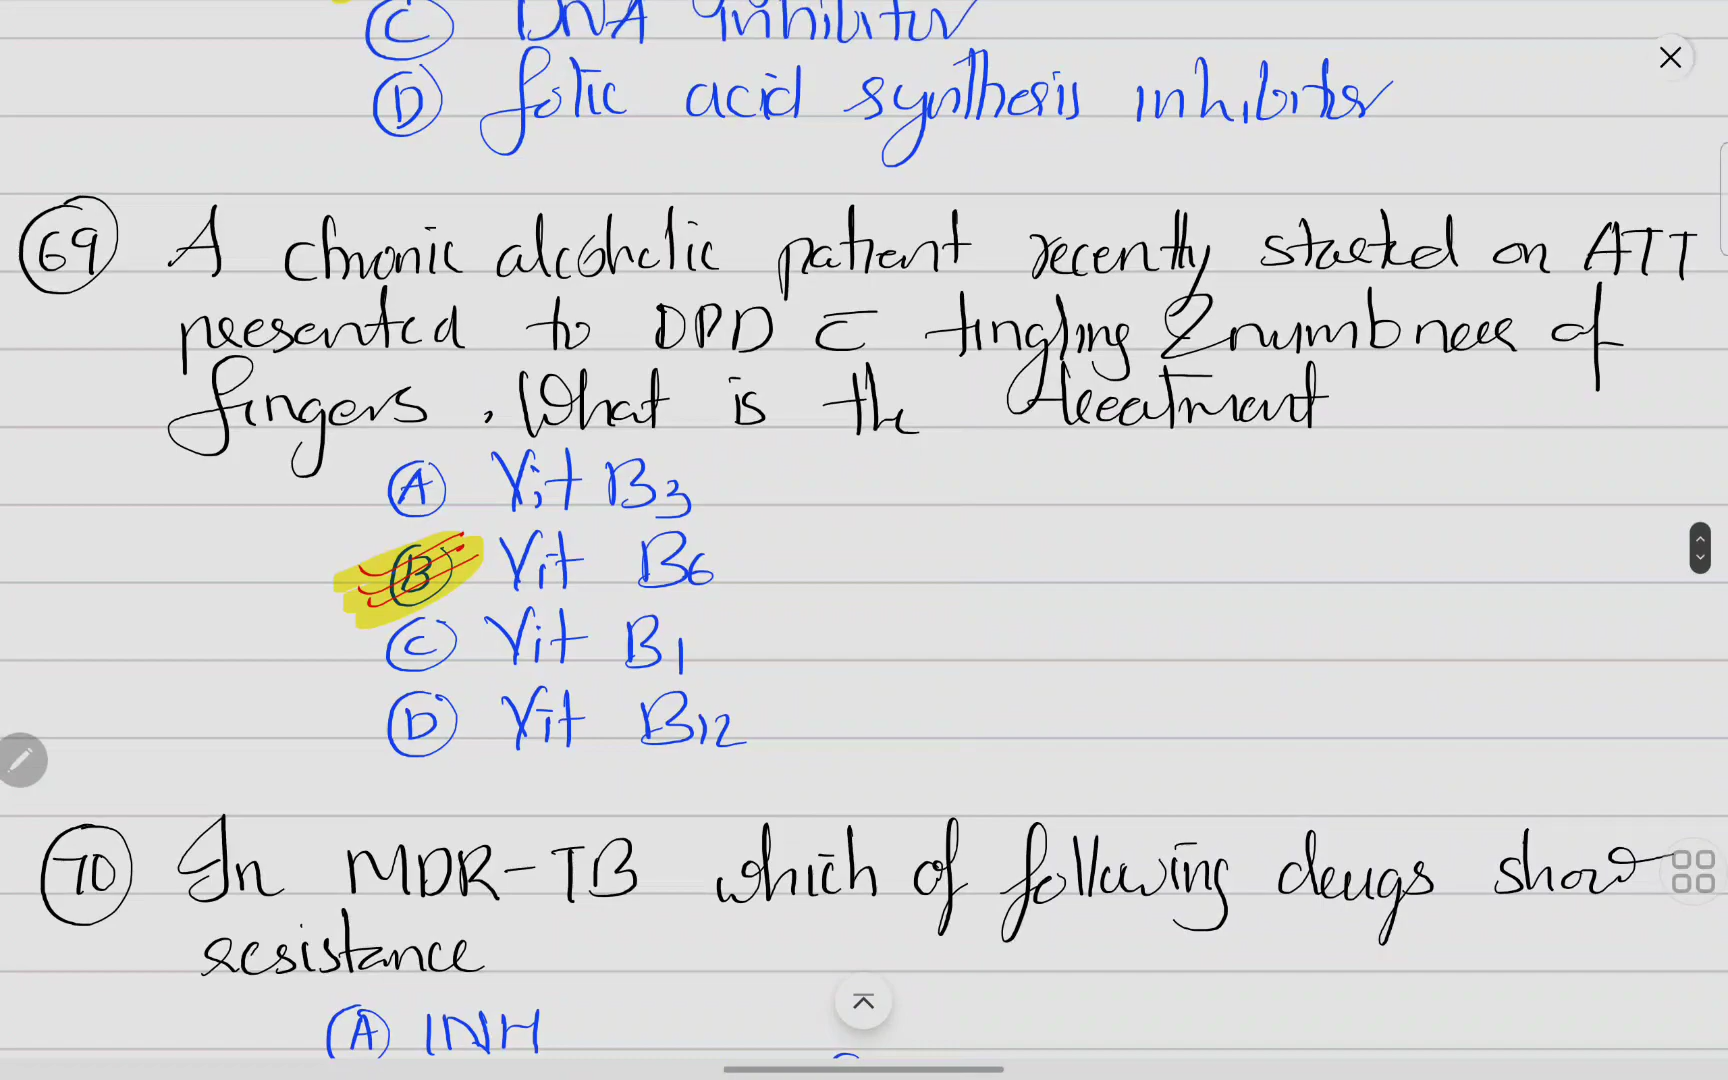 C DNA inhibitor
D folic acid synthesis inhibitor
69 A chronic alcoholic patient recently started on ATT
presented to OPD c tingling & numbness of
fingers. What is the treatment
A Vit B3
B Vit B6
C Vit B1
D Vit B12
70 In MDR-TB which of following drugs show
resistance
A INH